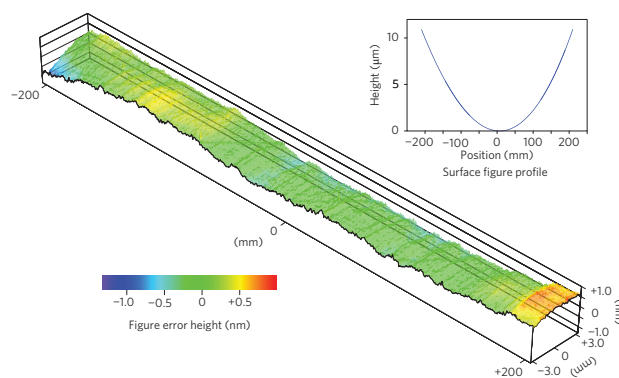 10
5
0
Height (μm)
−200 −100 0 100 200
Position (mm)
Surface figure profile
−200
0
(mm)
−1.0 −0.5 0 +0.5
Figure error height (nm)
+1.0
0
−1.0
+3.0
0
−3.0
(mm)
+200